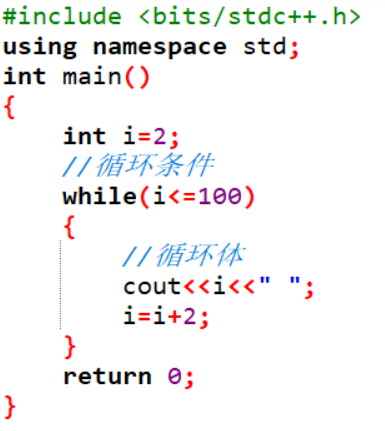 #include <bits/stdc++.h>
using namespace std;
int main()
{
    int i=2;
    //循环条件
    while(i<=100)
    {
        //循环体
        cout<<i<<" ";
        i=i+2;
    }
    return 0;
}